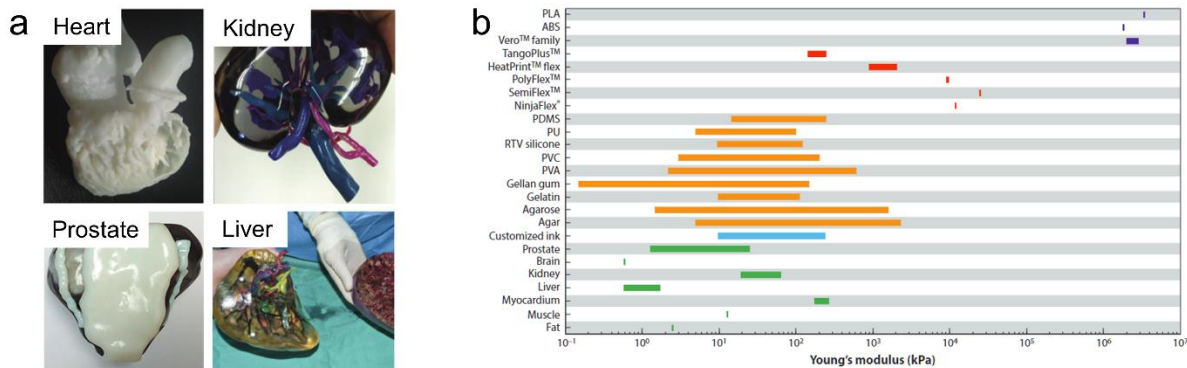 a
Heart
Kidney
Prostate
Liver
b
PLA
ABS
Vero™ family
TangoPlus™
HeatPrint™ flex
PolyFlex™
SemiFlex™
NinjaFlex®
PDMS
PU
RTV silicone
PVC
PVA
Gellan gum
Gelatin
Agarose
Agar
Customized ink
Prostate
Brain
Kidney
Liver
Myocardium
Muscle
Fat
10⁻¹ 10⁰ 10¹ 10² 10³ 10⁴ 10⁵ 10⁶ 10⁷
Young's modulus (kPa)